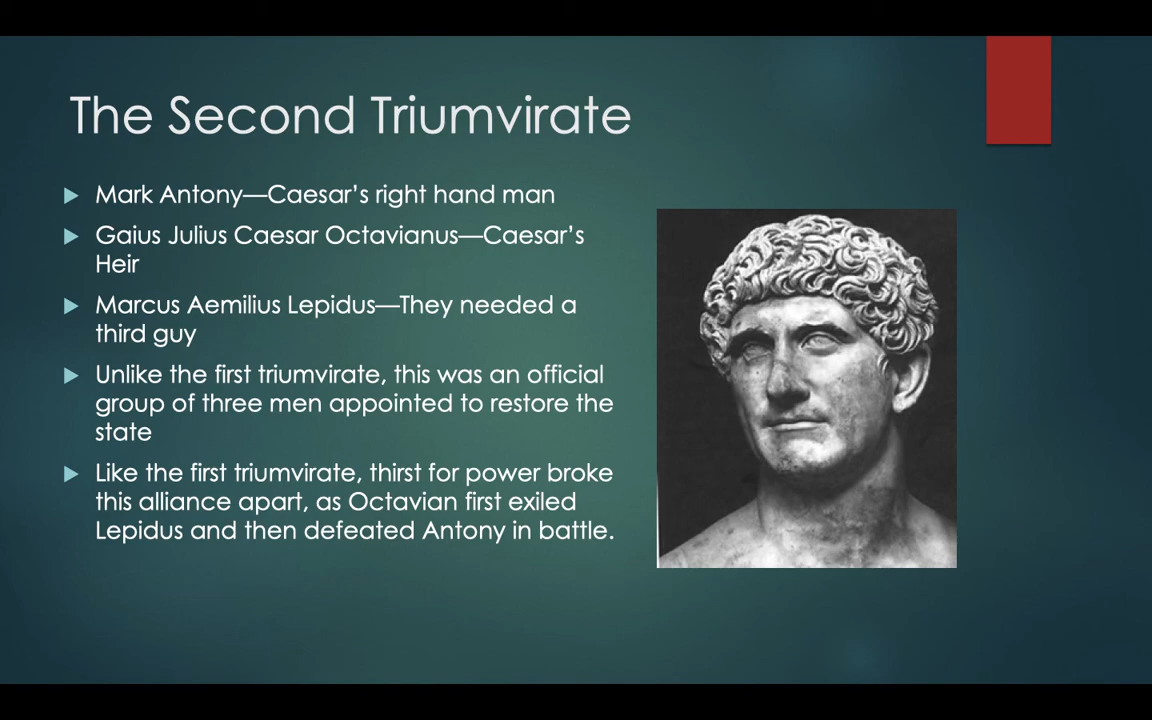 The Second Triumvirate
Mark Antony—Caesar's right hand man
Gaius Julius Caesar Octavianus—Caesar's
Heir
Marcus Aemilius Lepidus—They needed a
third guy
Unlike the first triumvirate, this was an official
group of three men appointed to restore the
state
Like the first triumvirate, thirst for power broke
this alliance apart, as Octavian first exiled
Lepidus and then defeated Antony in battle.